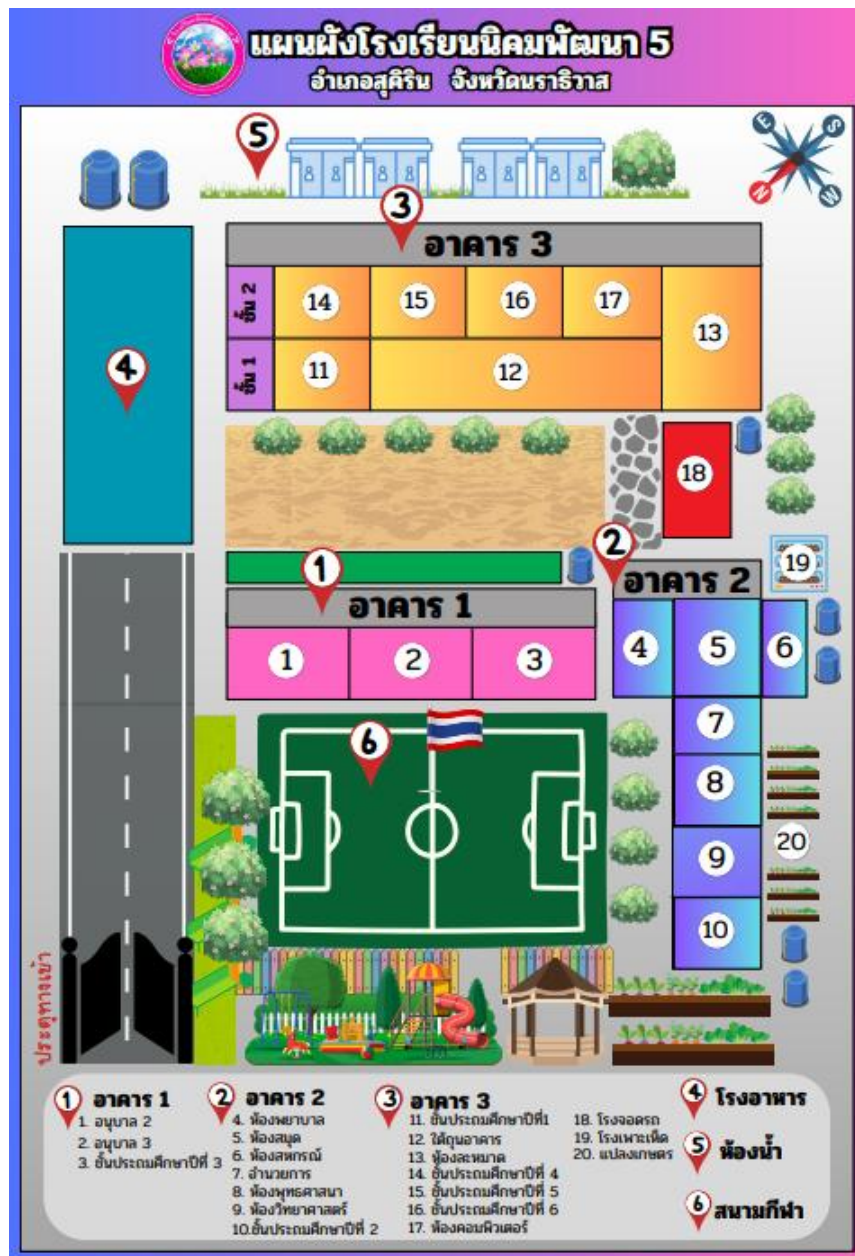 แผนผังโรงเรียนนิคมพัฒนา 5
อำเภอสุคิริน จังหวัดนราธิวาส
5
E
S
N
W
3
อาคาร 3
ชั้น 2
14
15
16
17
13
4
ชั้น 1
11
12
18
2
19
1
อาคาร 2
อาคาร 1
1
2
3
4
5
6
6
7
8
20
9
10
ประตูทางเข้า
1 อาคาร 1
1. อนุบาล 2
2. อนุบาล 3
3. ชั้นประถมศึกษาปีที่ 3
2 อาคาร 2
4. ห้องพยาบาล
5. ห้องสมุด
6. ห้องสหกรณ์
7. อำนวยการ
8. ห้องพุทธศาสนา
9. ห้องวิทยาศาสตร์
10.ชั้นประถมศึกษาปีที่ 2
3 อาคาร 3
11. ชั้นประถมศึกษาปีที่1
12. ใต้ถุนอาคาร
13. ห้องละหมาด
14. ชั้นประถมศึกษาปีที่ 4
15. ชั้นประถมศึกษาปีที่ 5
16. ชั้นประถมศึกษาปีที่ 6
17. ห้องคอมพิวเตอร์
18. โรงจอดรถ
19. โรงเพาะเห็ด
20. แปลงเกษตร
4 โรงอาหาร
5 ห้องน้ำ
6 สนามกีฬา